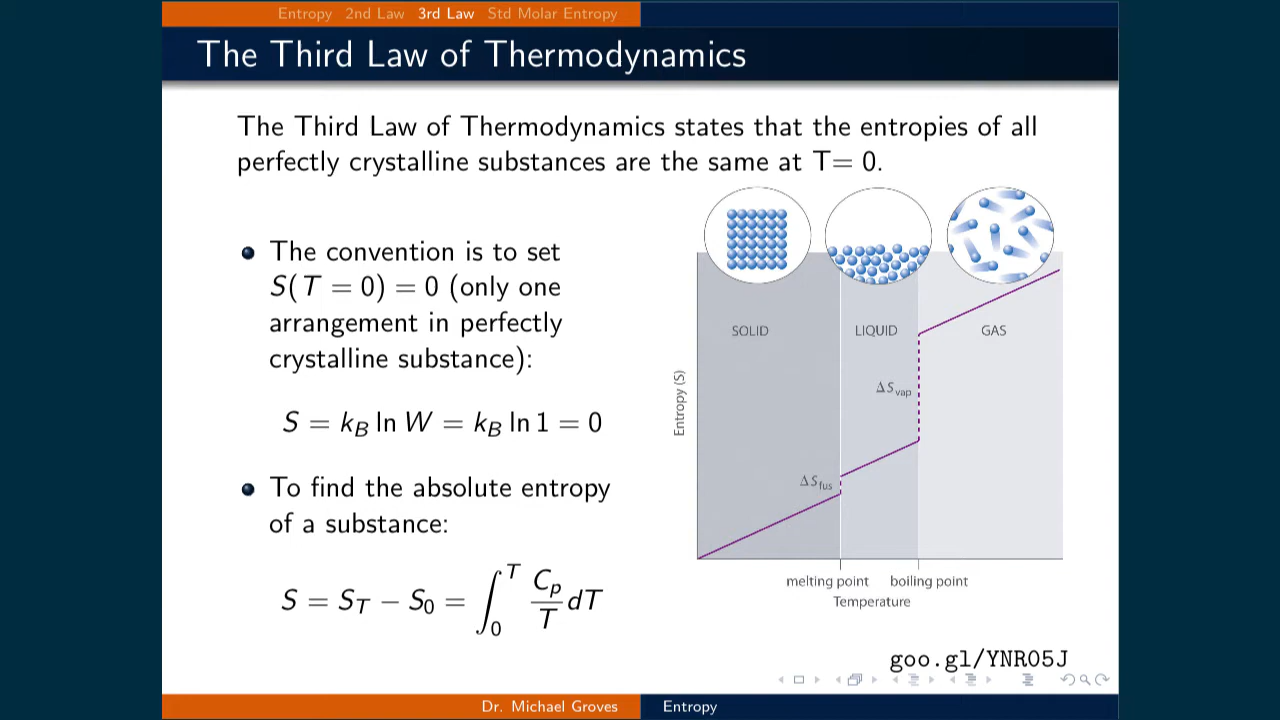 Entropy 2nd Law 3rd Law Std Molar Entropy
The Third Law of Thermodynamics
The Third Law of Thermodynamics states that the entropies of all
perfectly crystalline substances are the same at T= 0.
The convention is to set
S(T = 0) = 0 (only one
arrangement in perfectly
crystalline substance):
S = k_B ln W = k_B ln 1 = 0
To find the absolute entropy
of a substance:
S = S_T − S_0 = ∫_0^T C_p/T dT
SOLID
LIQUID
GAS
Entropy (S)
ΔS_vap
ΔS_fus
melting point boiling point
Temperature
goo.gl/YNR05J
Dr. Michael Groves Entropy